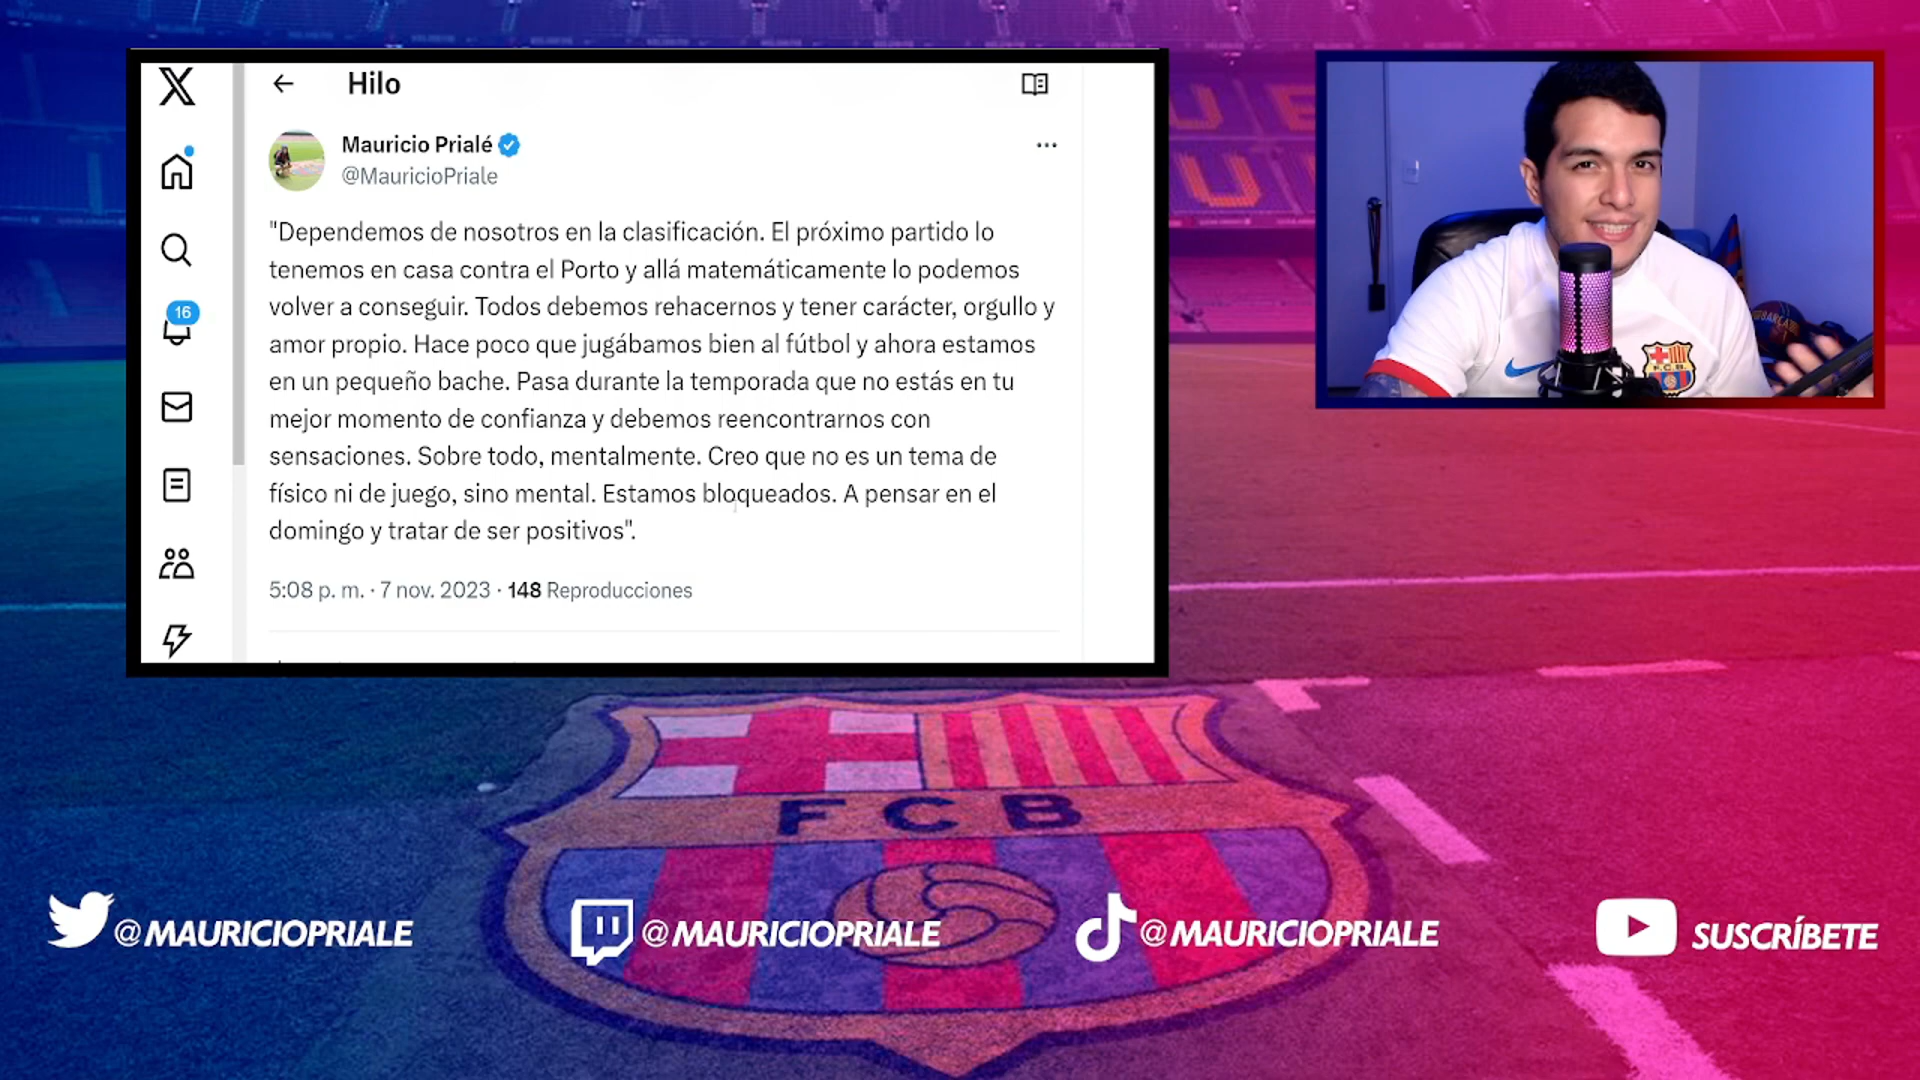 Hilo
Mauricio Prialé
@MauricioPriale
"Dependemos de nosotros en la clasificación. El próximo partido lo
tenemos en casa contra el Porto y allá matemáticamente lo podemos
volver a conseguir. Todos debemos rehacernos y tener carácter, orgullo y
amor propio. Hace poco que jugábamos bien al fútbol y ahora estamos
en un pequeño bache. Pasa durante la temporada que no estás en tu
mejor momento de confianza y debemos reencontrarnos con
sensaciones. Sobre todo, mentalmente. Creo que no es un tema de
físico ni de juego, sino mental. Estamos bloqueados. A pensar en el
domingo y tratar de ser positivos".
5:08 p. m. · 7 nov. 2023 · 148 Reproducciones
16
F C B
@MAURICIOPRIALE
@MAURICIOPRIALE
@MAURICIOPRIALE
SUSCRÍBETE